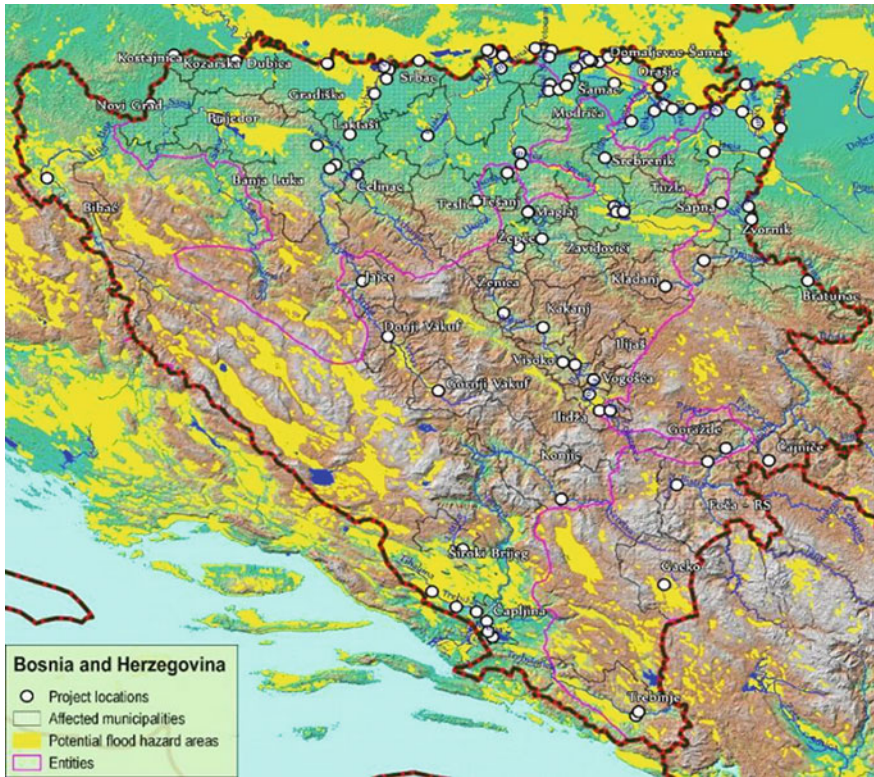 Domaljevac-Šamac
Kostajnica
Kozarska Dubica
Srbac
Orašje
Gradiška
Šamac
Novi Grad
Modriča
Prijedor
Laktaši
Srebrenik
Banja Luka
Čelinac
Tuzla
Teslić
Tešanj
Maglaj
Sapna
Bihać
Žepče
Zavidovići
Zvornik
Jajce
Zenica
Kladanj
Bratunac
Kakanj
Donji Vakuf
Ilijaš
Visoko
Vogošća
Gornji Vakuf
Ilidža
Goražde
Čajniče
Konjic
Foča - RS
Široki Brijeg
Gacko
Čapljina
Trebinje
Bosnia and Herzegovina
Project locations
Affected municipalities
Potential flood hazard areas
Entities